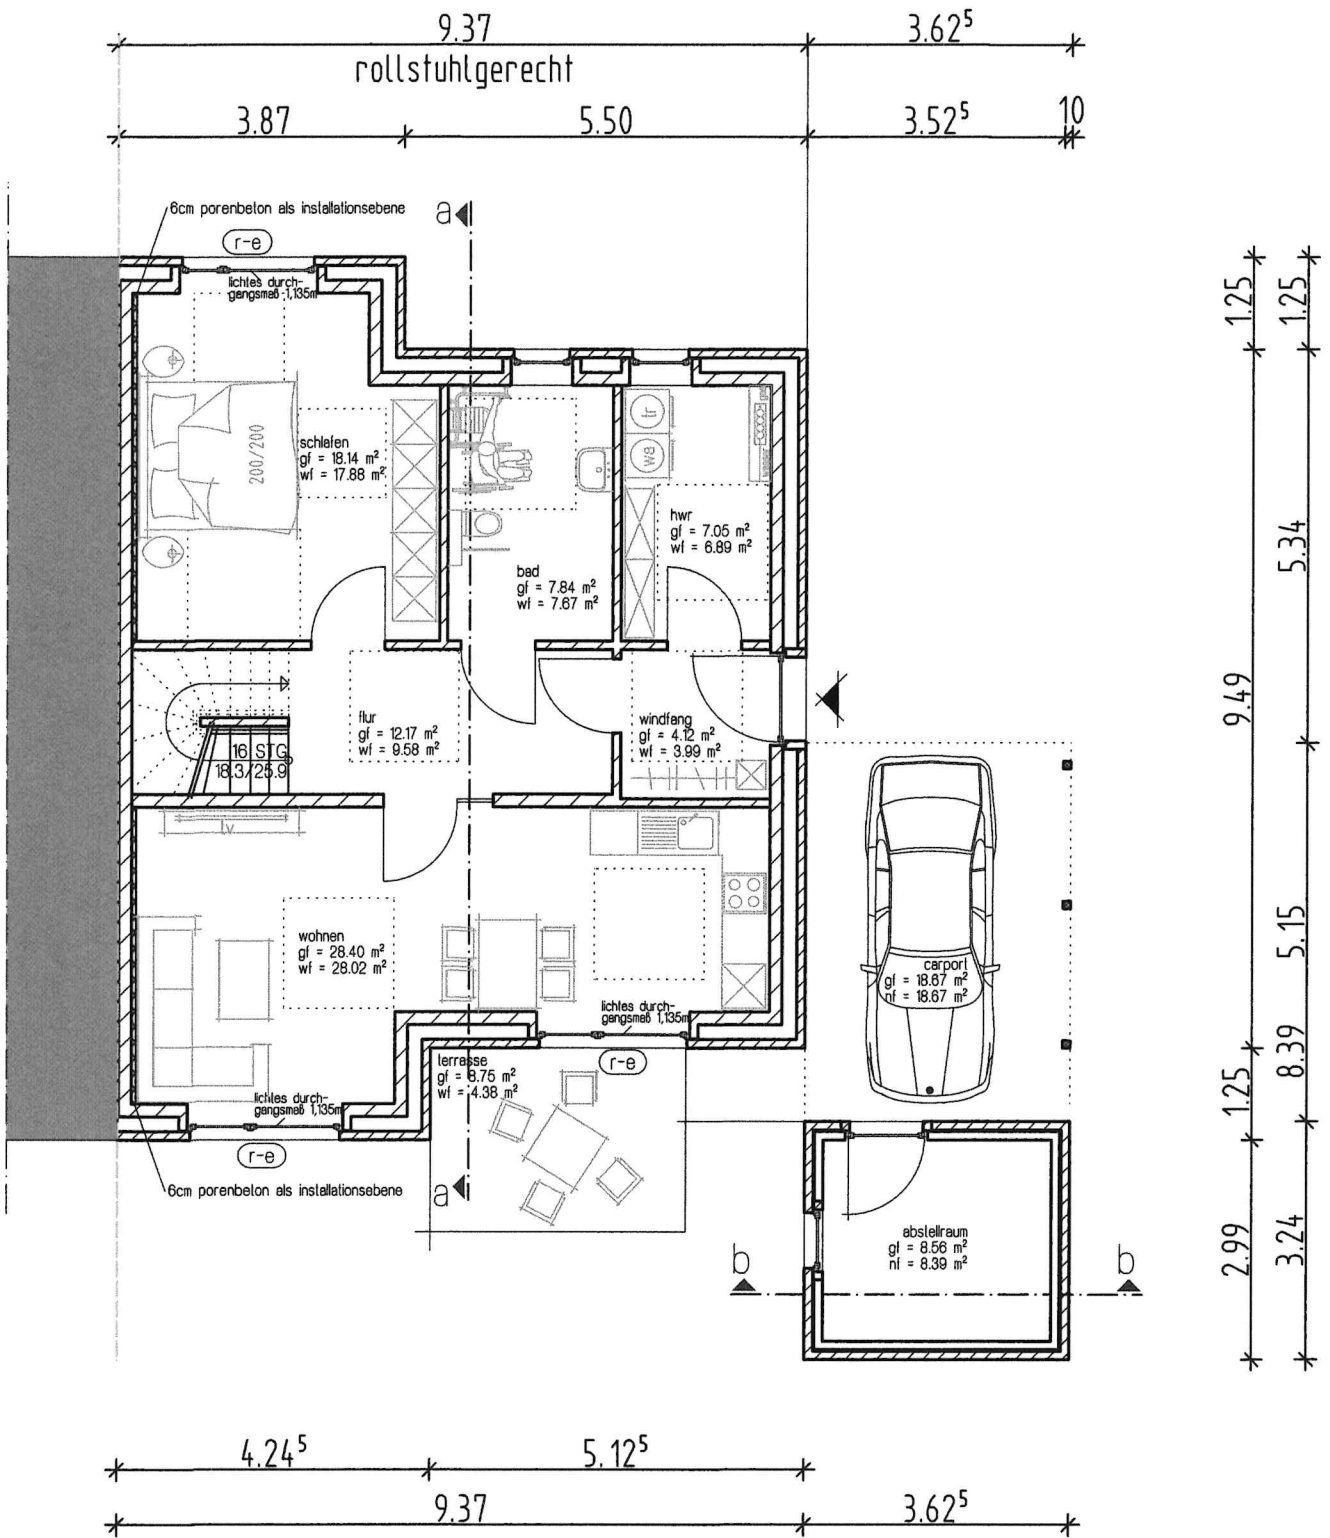 9.37
3.62⁵
rollstuhlgerecht
3.87
5.50
3.52⁵
10
6cm porenbeton als installationsebene
a
r-e
lichtes durch-
gangsmaß 1,135m
1.25
1.25
200/200
schlafen
gf = 18.14 m²
wf = 17.88 m²
tr
wa
hwr
gf = 7.05 m²
wf = 6.89 m²
bad
gf = 7.84 m²
wf = 7.67 m²
5.34
9.49
flur
gf = 12.17 m²
wf = 9.58 m²
windfang
gf = 4.12 m²
wf = 3.99 m²
16 STG
18.3/25.9
tv
wohnen
gf = 28.40 m²
wf = 28.02 m²
carport
gf = 18.67 m²
nf = 18.67 m²
5.15
lichtes durch-
gangsmaß 1,135m
r-e
terrasse
gf = 8.75 m²
wf = 4.38 m²
8.39
1.25
lichtes durch-
gangsmaß 1,135m
r-e
6cm porenbeton als installationsebene
a
abstellraum
gf = 8.56 m²
nf = 8.39 m²
b
b
2.99
3.24
4.24⁵
5.12⁵
9.37
3.62⁵